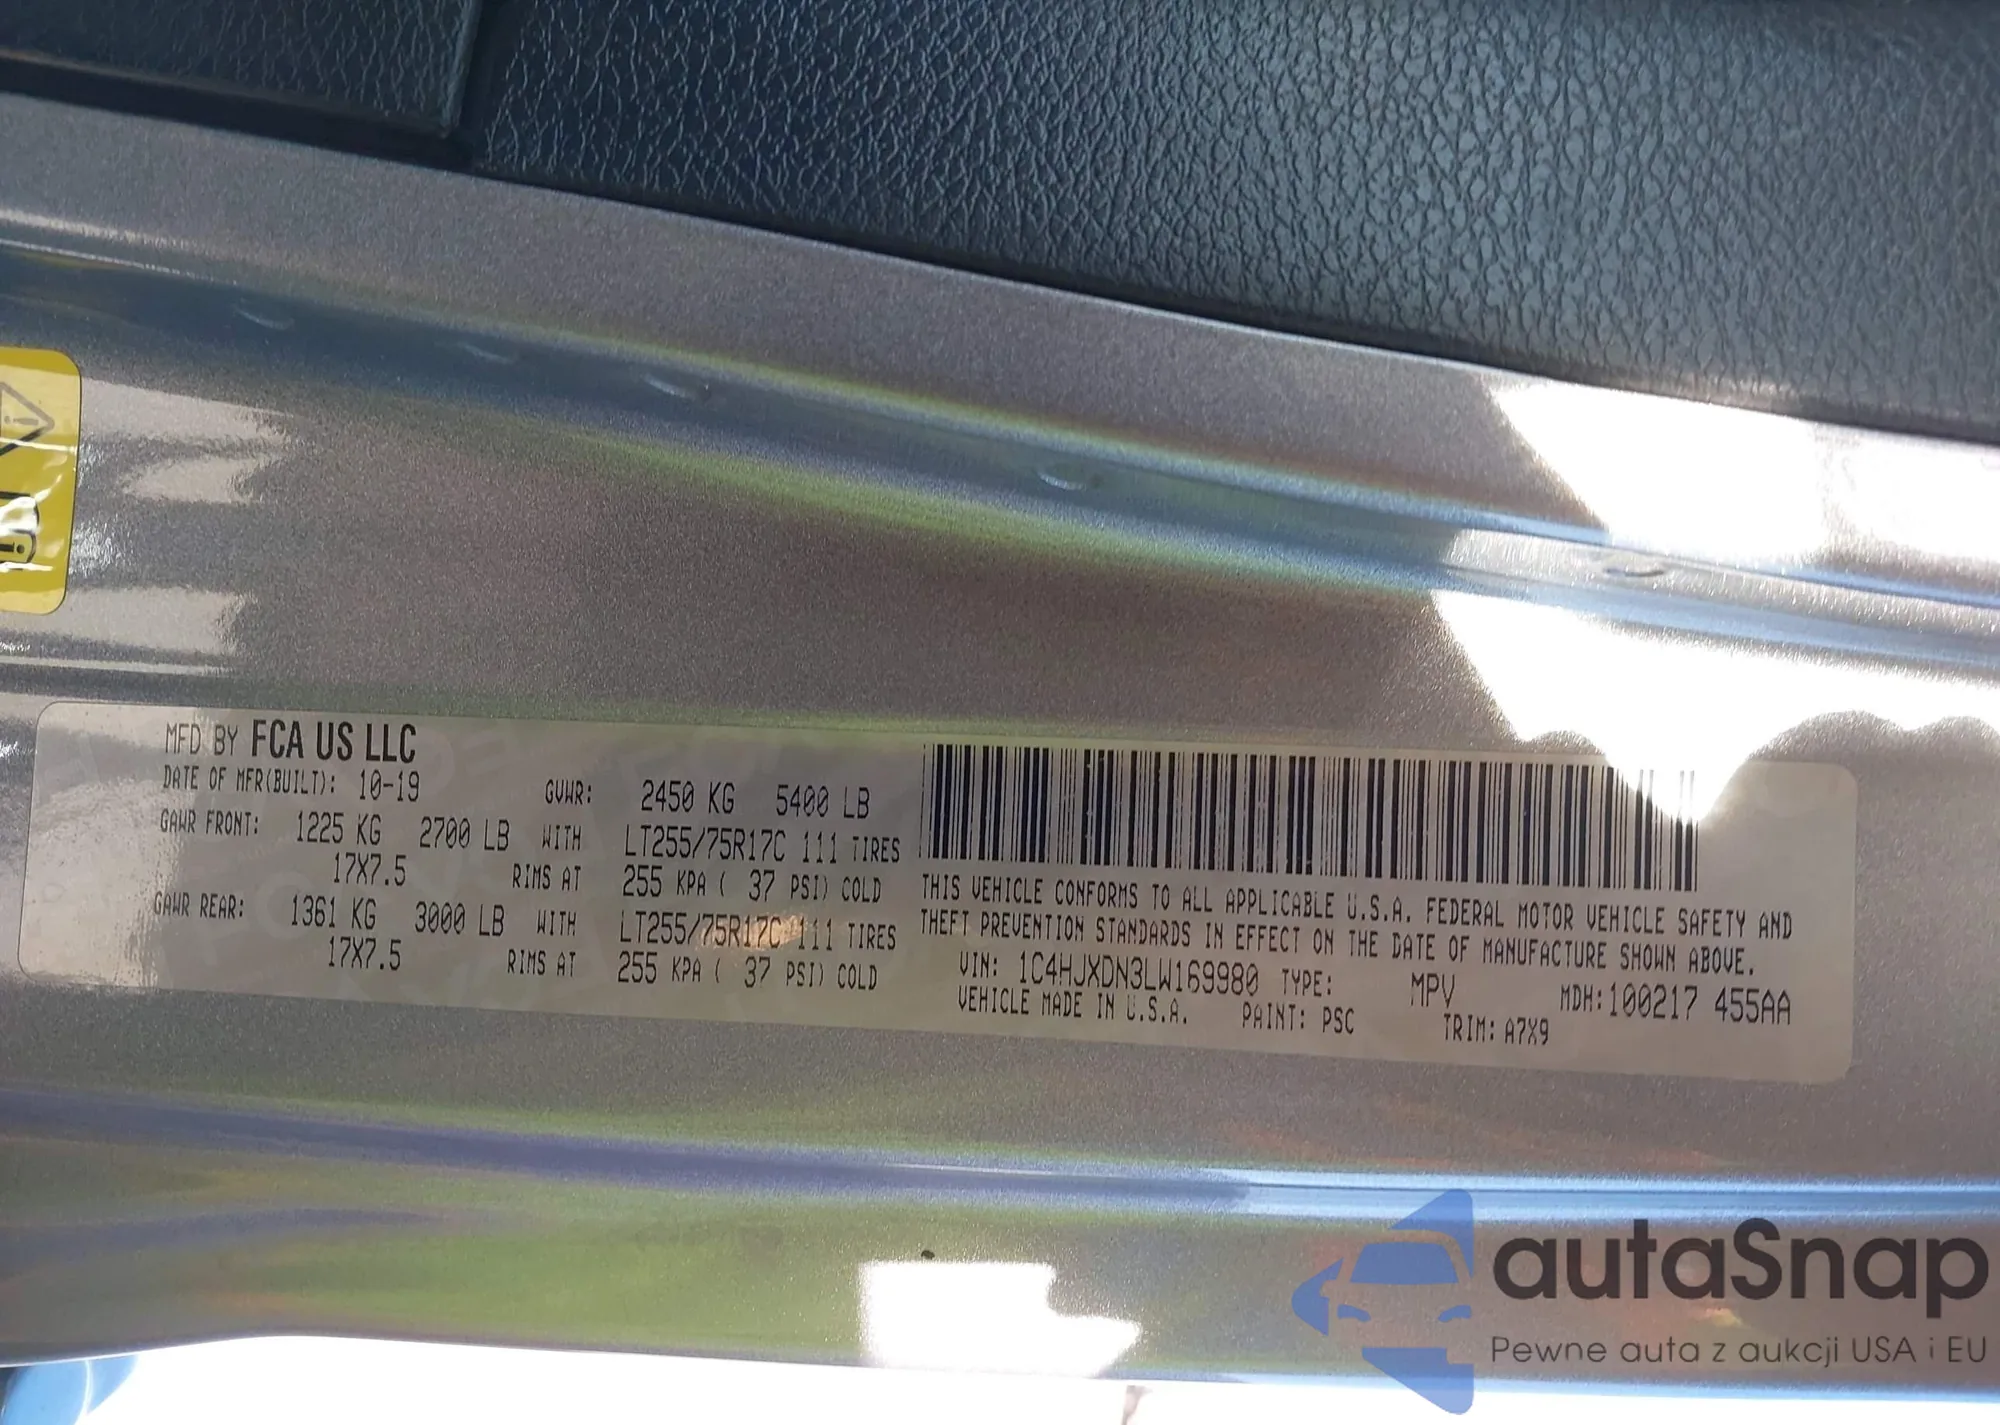 MFD BY FCA US LLC
DATE OF MFR(BUILT): 10-19 GVWR: 2450 KG 5400 LB
GAWR FRONT: 1225 KG 2700 LB WITH LT255/75R17C 111 TIRES
17X7.5 RIMS AT 255 KPA ( 37 PSI) COLD
GAWR REAR: 1361 KG 3000 LB WITH LT255/75R17C 111 TIRES
17X7.5 RIMS AT 255 KPA ( 37 PSI) COLD
THIS VEHICLE CONFORMS TO ALL APPLICABLE U.S.A. FEDERAL MOTOR VEHICLE SAFETY AND
THEFT PREVENTION STANDARDS IN EFFECT ON THE DATE OF MANUFACTURE SHOWN ABOVE.
VIN: 1C4HJXDN3LW169980 TYPE: MPV MDH:100217 455AA
VEHICLE MADE IN U.S.A. PAINT: PSC TRIM: A7X9
autaSnap
Pewne auta z aukcji USA i EU